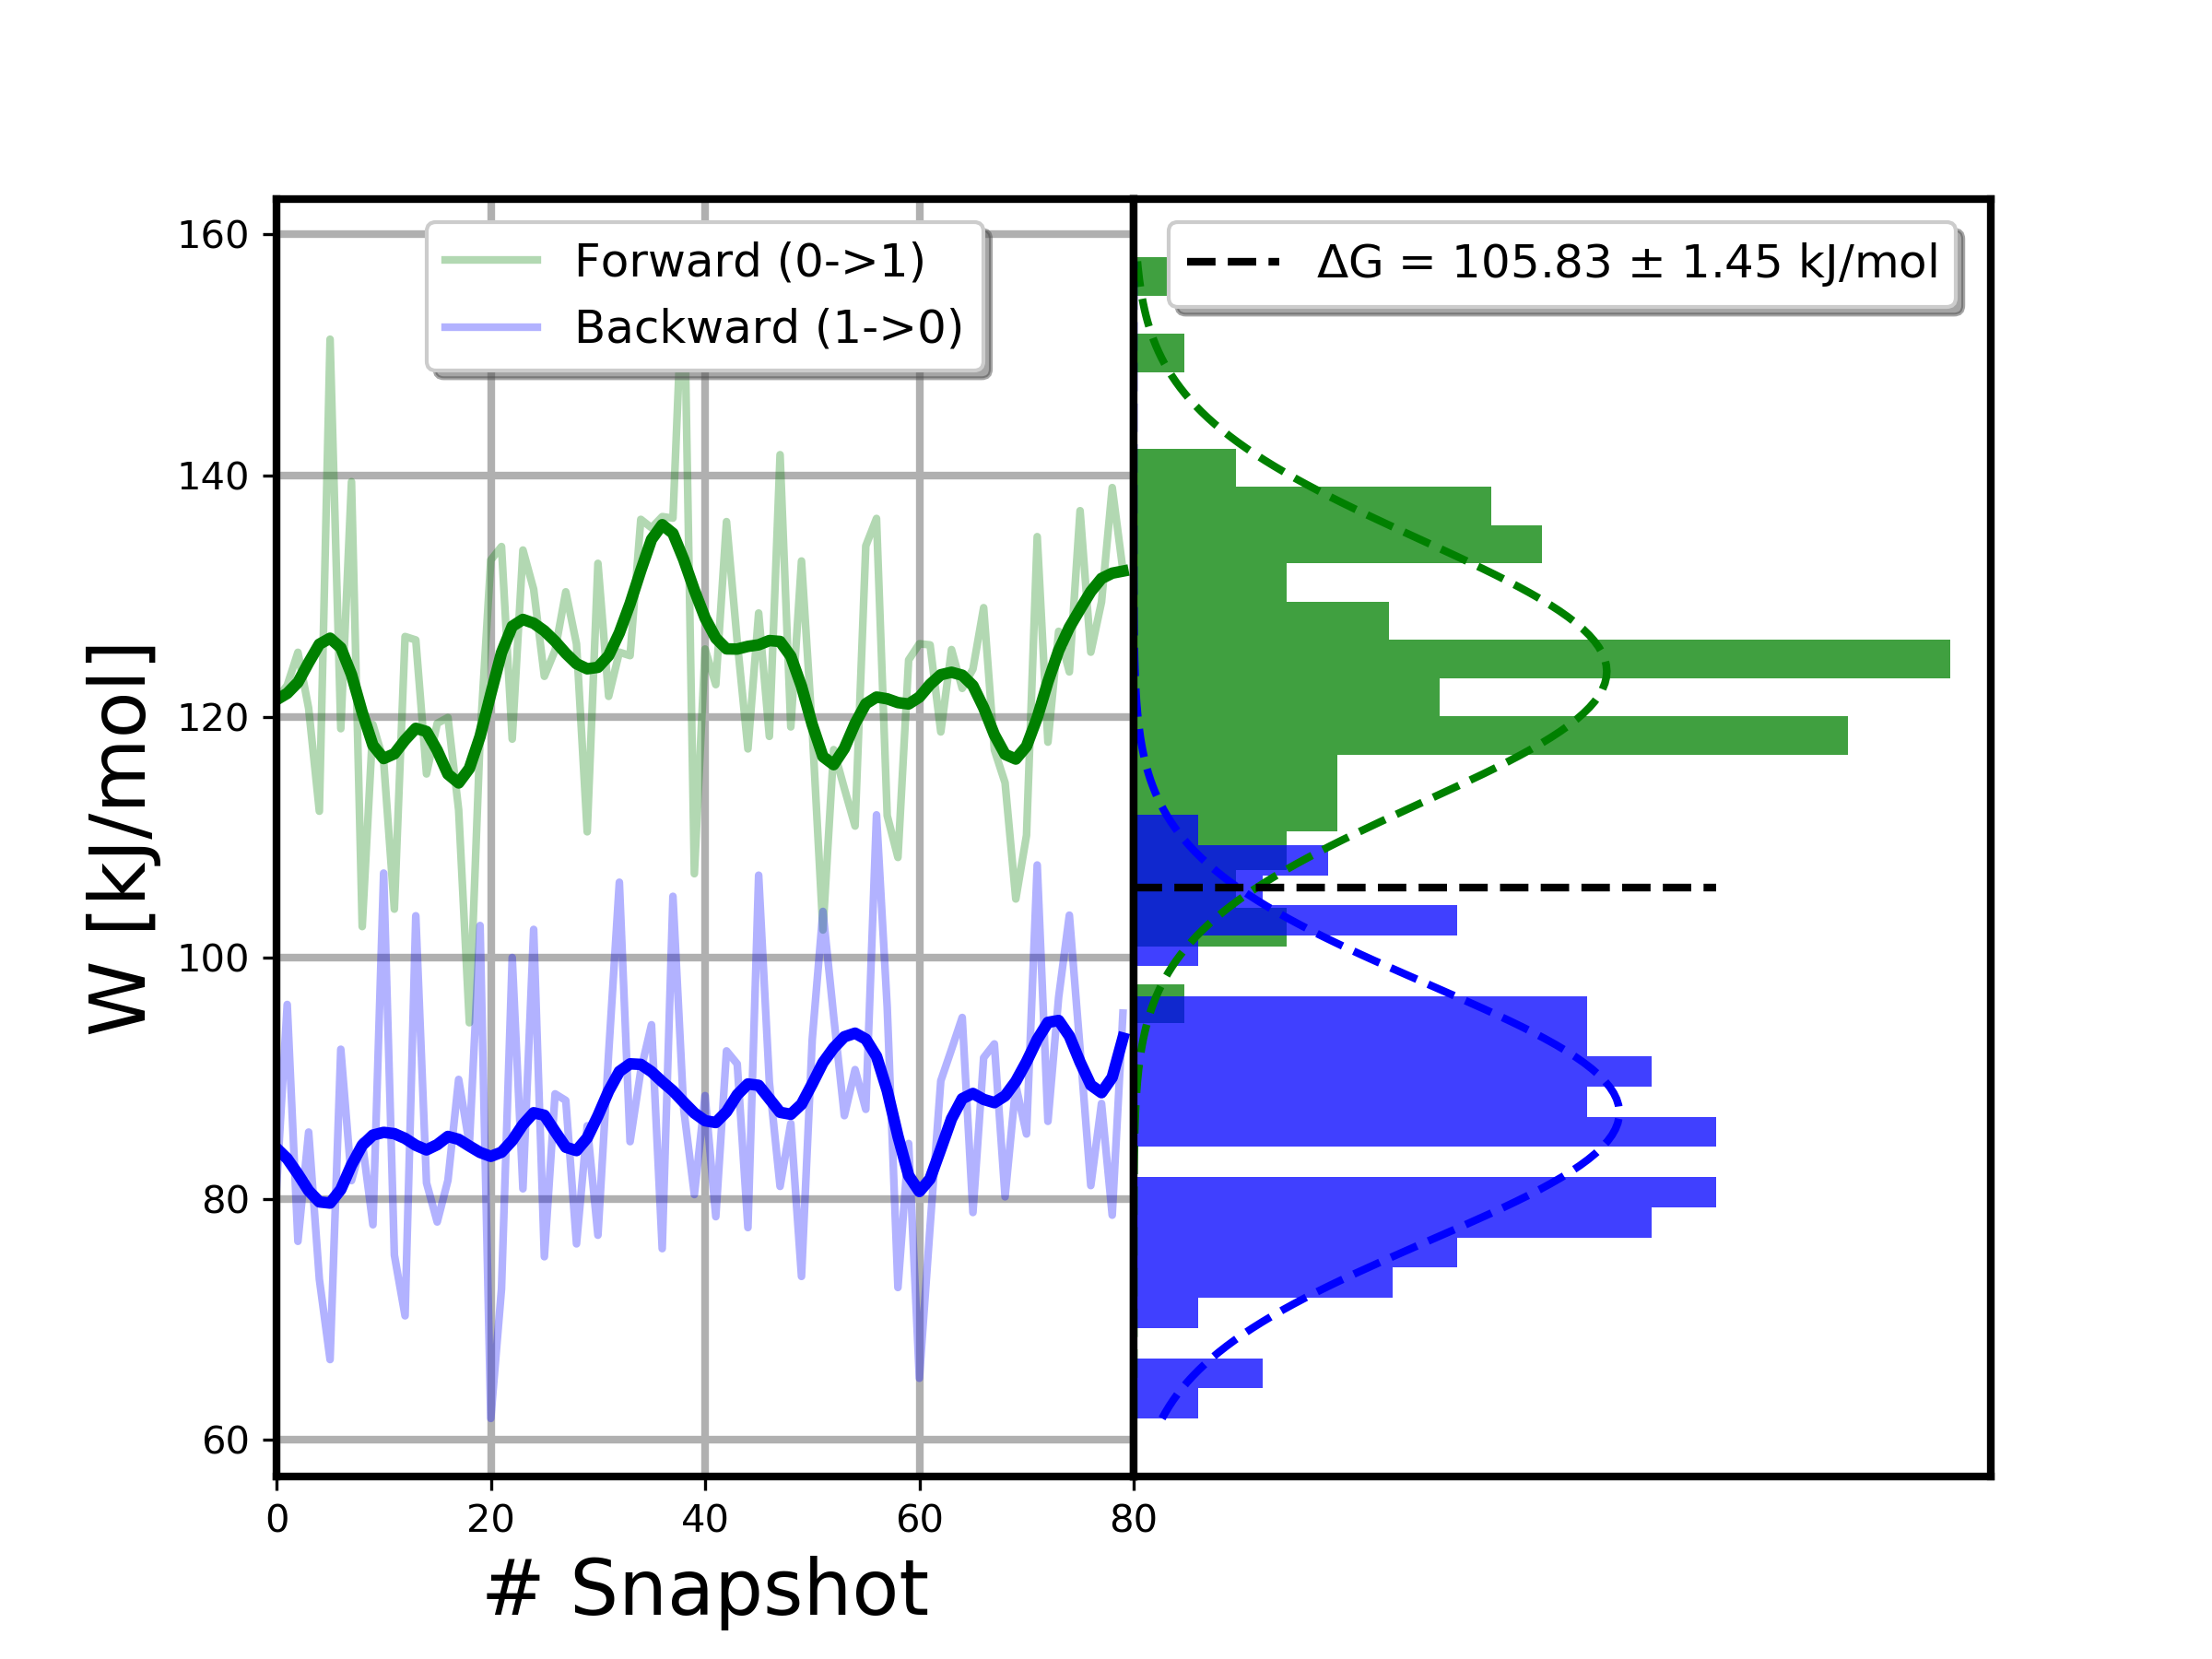 160
140
120
100
80
60
W [kJ/mol]
Forward (0->1)
Backward (1->0)
ΔG = 105.83 ± 1.45 kJ/mol
0 20 40 60 80
# Snapshot